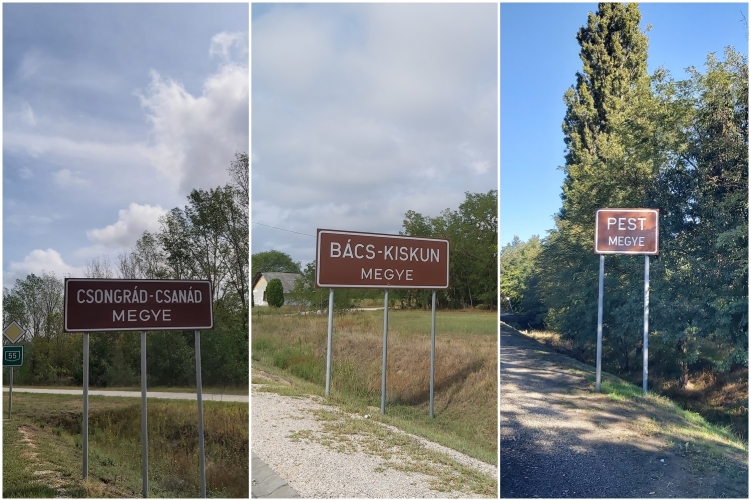 CSONGRÁD-CSANÁD
MEGYE
55
BÁCS-KISKUN
MEGYE
PEST
MEGYE